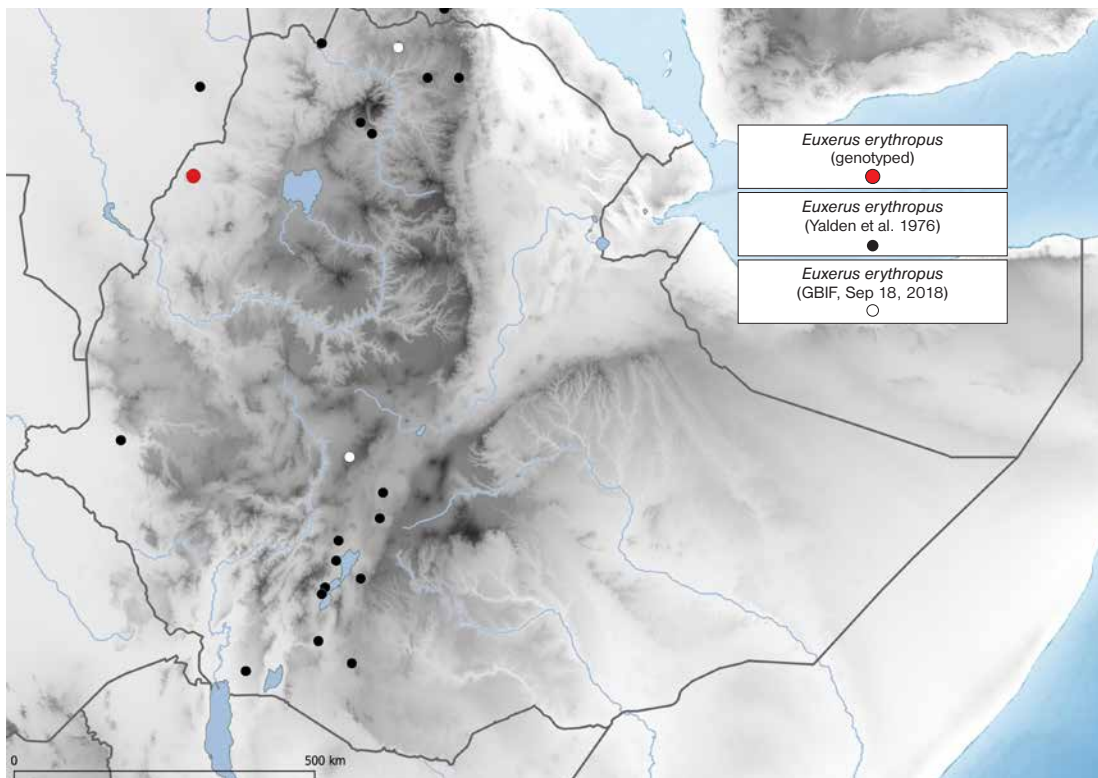 Euxerus erythropus
(genotyped)
Euxerus erythropus
(Yalden et al. 1976)
Euxerus erythropus
(GBIF, Sep 18, 2018)
0
500 km